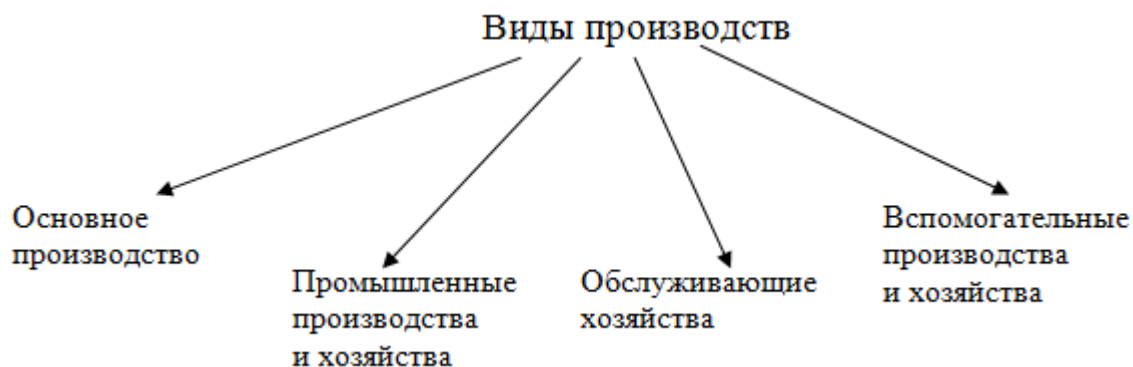 Виды производств
Основное
производство
Промышленные
производства
и хозяйства
Обслуживающие
хозяйства
Вспомогательные
производства
и хозяйства